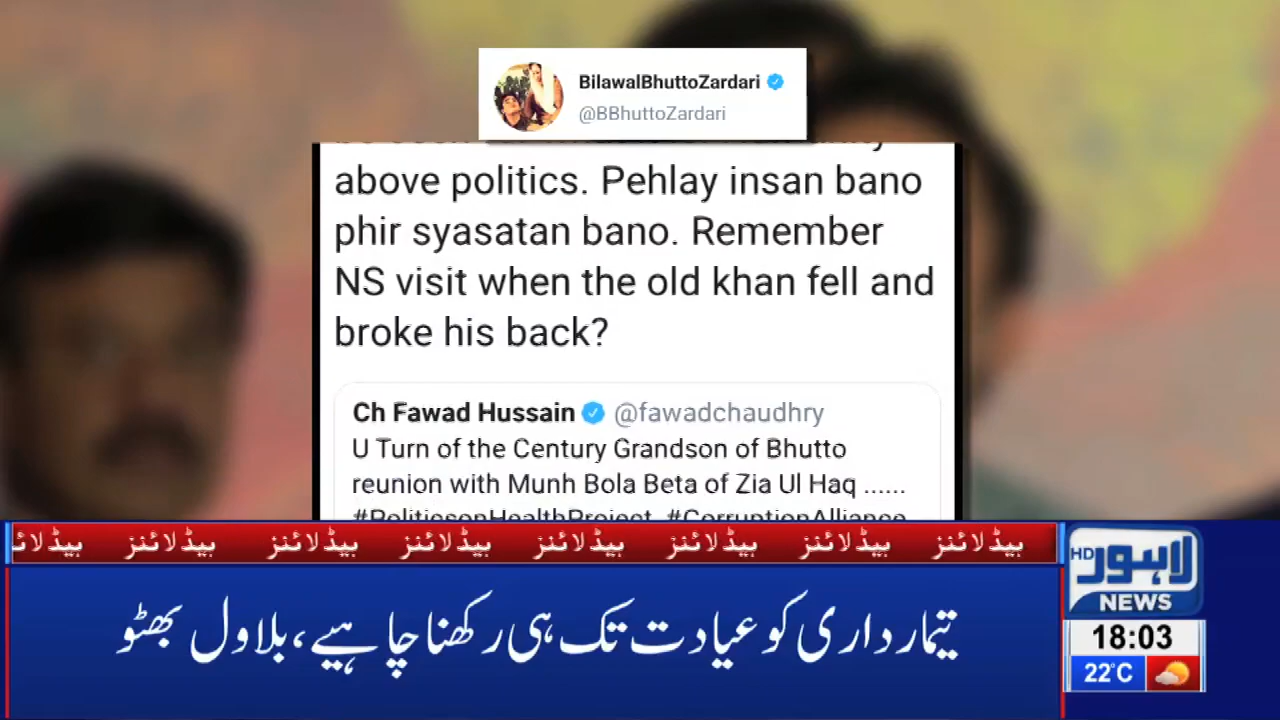 BilawalBhuttoZardari
@BBhuttoZardari
above politics. Pehlay insan bano
phir syasatan bano. Remember
NS visit when the old khan fell and
broke his back?
Ch Fawad Hussain @fawadchaudhry
U Turn of the Century Grandson of Bhutto
reunion with Munh Bola Beta of Zia Ul Haq ......
#PoliticsonHealthProject #CorruptionAlliance
ہیڈلائنز ہیڈلائنز ہیڈلائنز ہیڈلائنز ہیڈلائنز ہیڈلائنز ہیڈلائنز
تیمارداری کو عیادت تک ہی رکھنا چاہیے، بلاول بھٹو
HD لاہور
NEWS
18:03
22°C